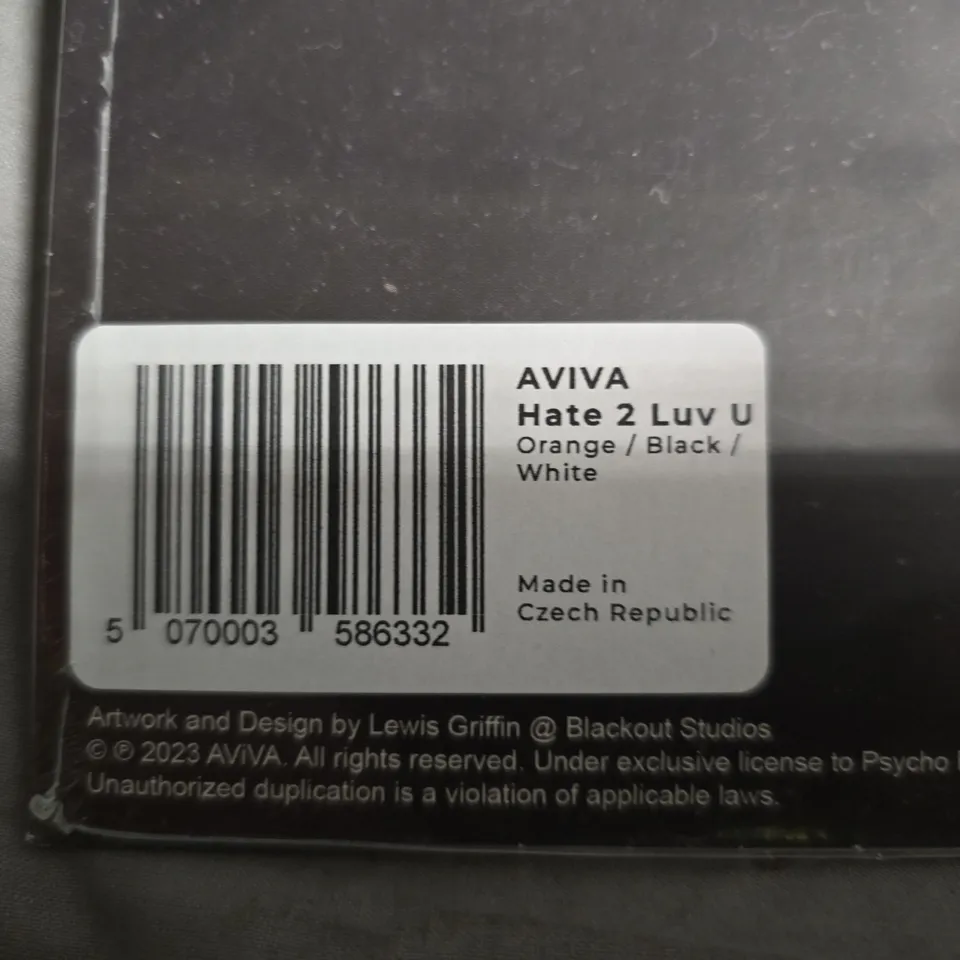 AVIVA
Hate 2 Luv U
Orange / Black /
White
Made in
Czech Republic
5 070003 586332
Artwork and Design by Lewis Griffin @ Blackout Studios
© ℗ 2023 AViVA. All rights reserved. Under exclusive license to Psycho
Unauthorized duplication is a violation of applicable laws.